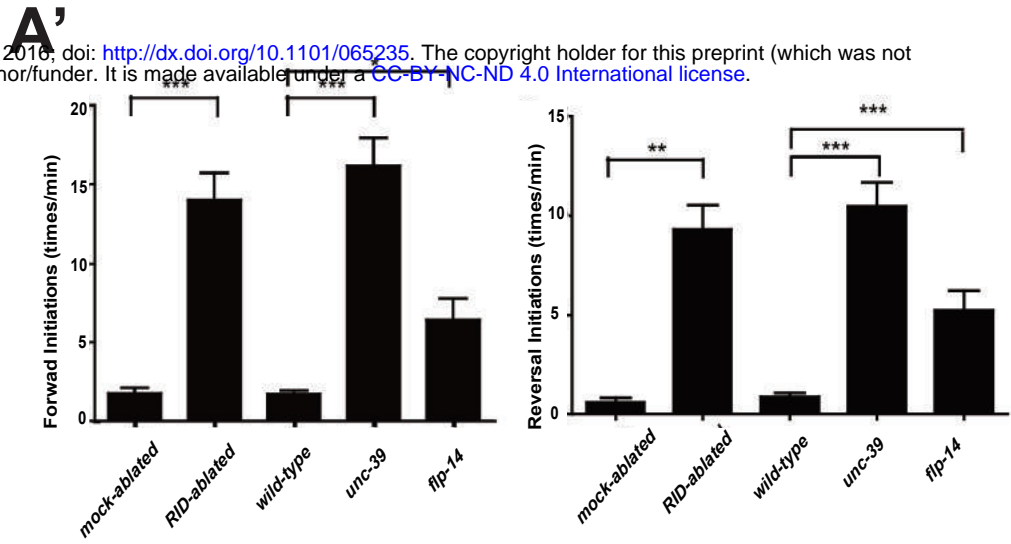 A’
2016; doi: http://dx.doi.org/10.1101/065235. The copyright holder for this preprint (which was not
nor/funder. It is made available under a CC-BY-NC-ND 4.0 International license.
*
***
***
20
15
10
5
0
Forwad Initiations (times/min)
mock-ablated
RID-ablated
wild-type
unc-39
flp-14
***
**
***
15
10
5
0
Reversal Initiations (times/min)
mock-ablated
RID-ablated
wild-type
unc-39
flp-14